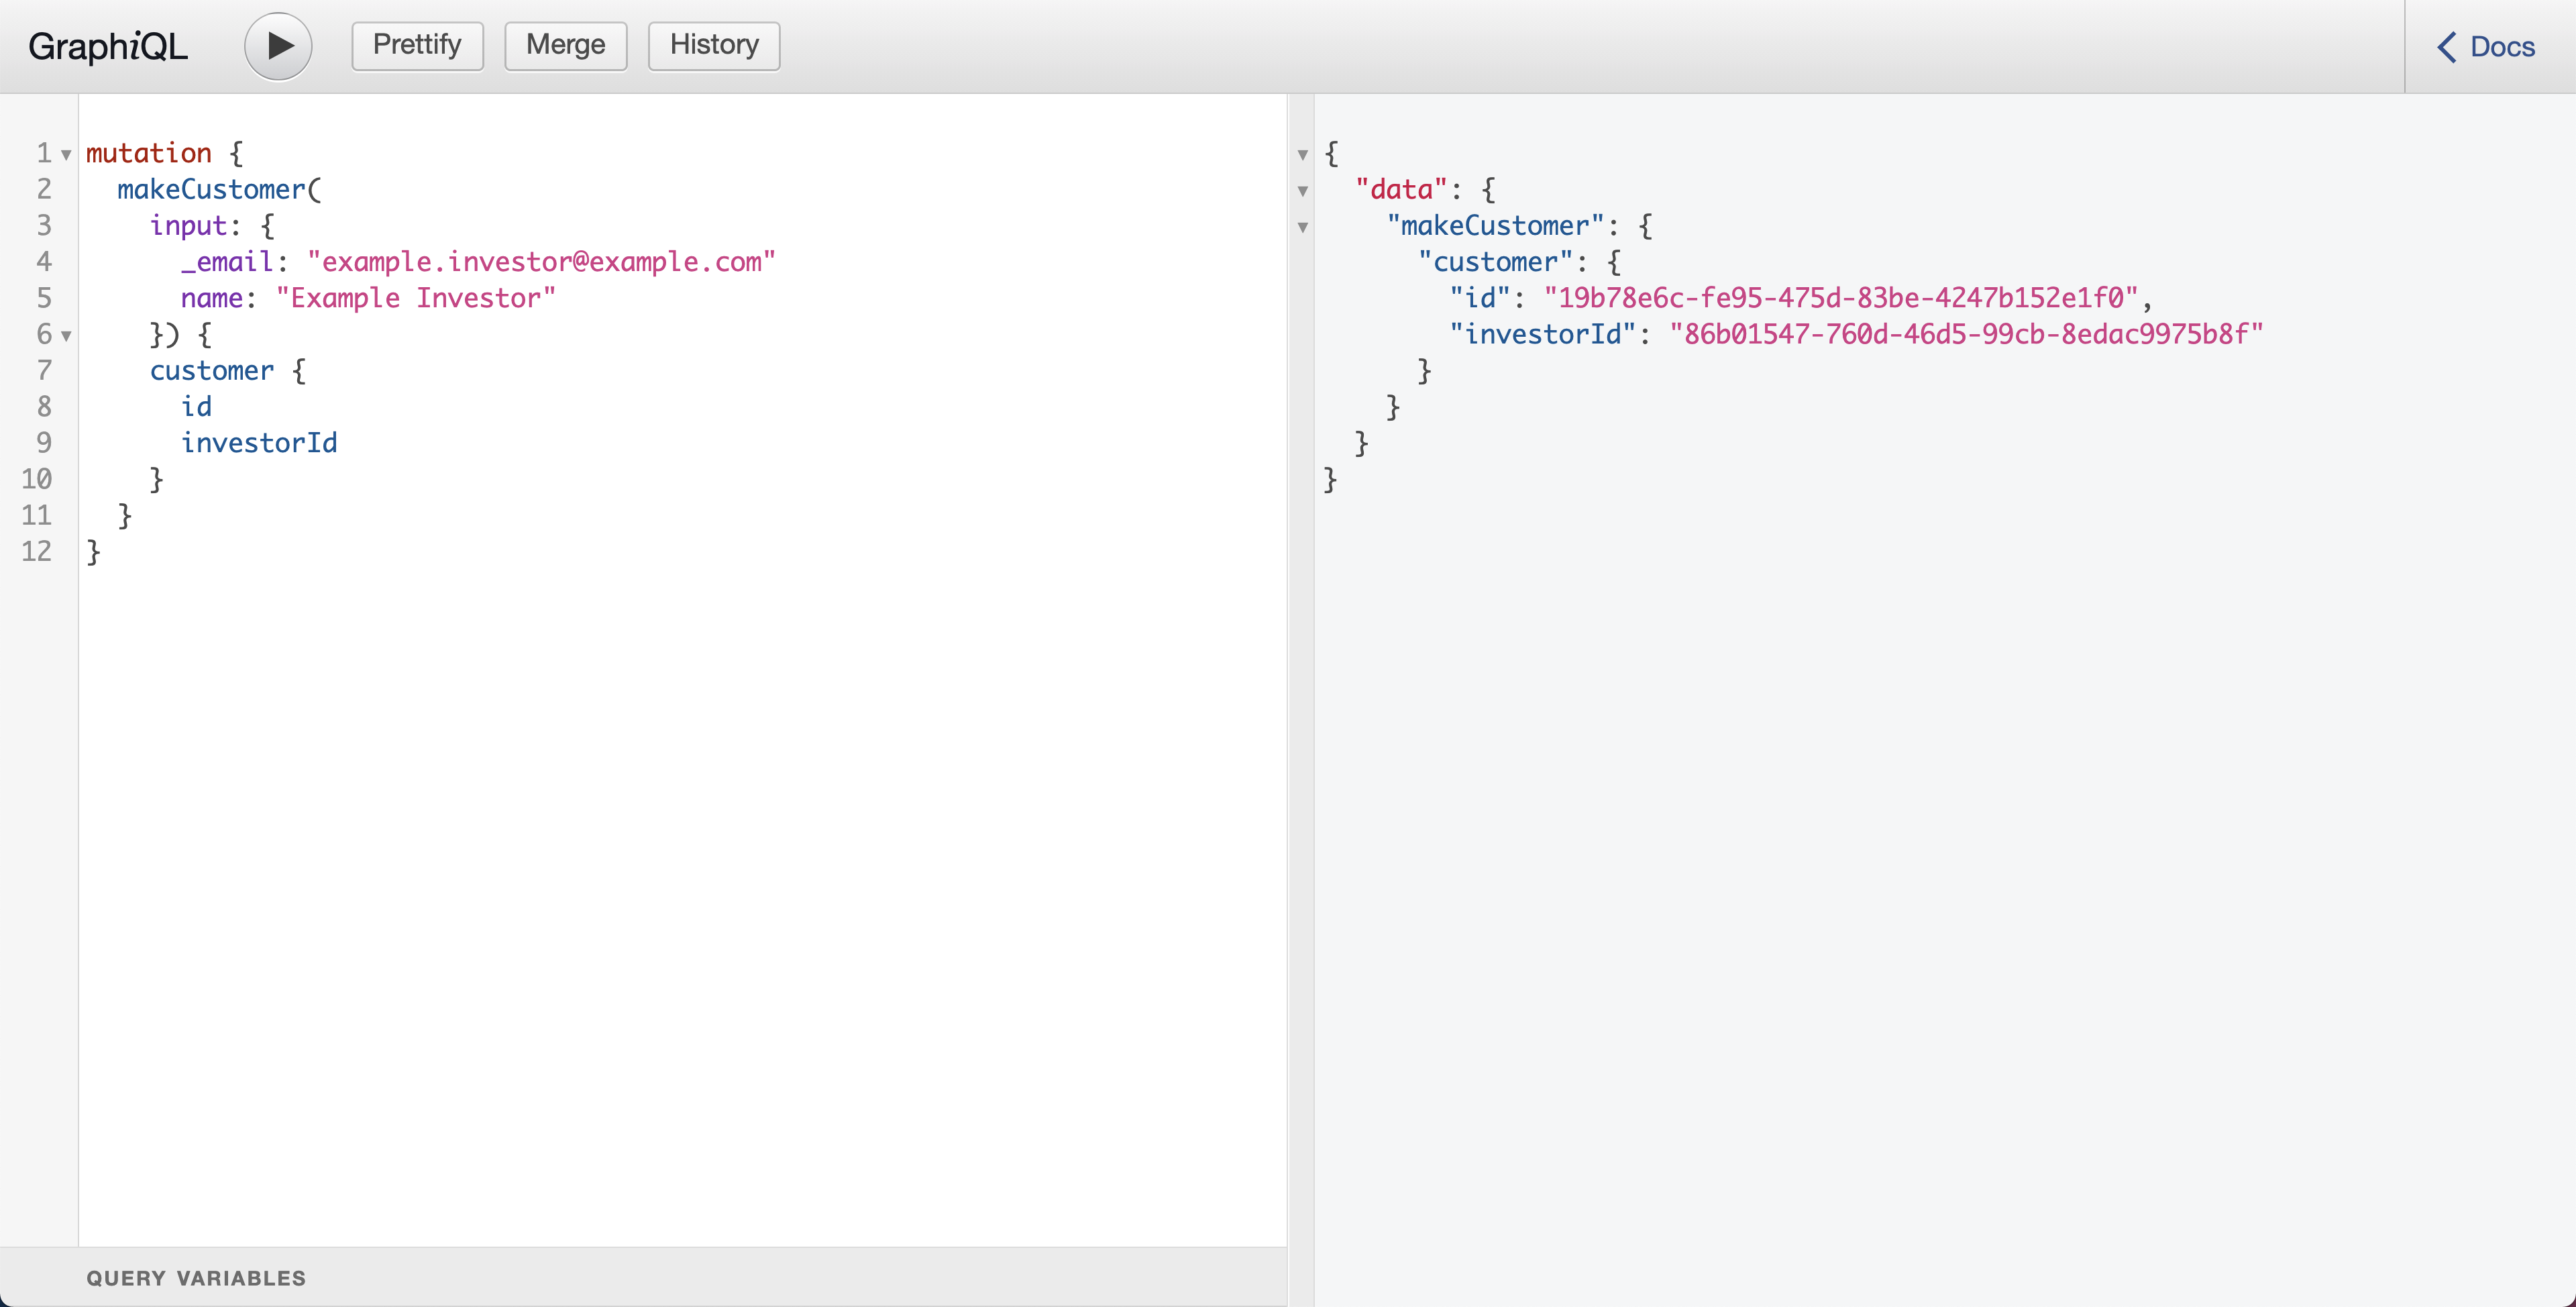 GraphiQL Prettify Merge History Docs
1 mutation {
2   makeCustomer(
3     input: {
4       _email: "example.investor@example.com"
5       name: "Example Investor"
6     }) {
7     customer {
8       id
9       investorId
10     }
11   }
12 }
QUERY VARIABLES
{
  "data": {
    "makeCustomer": {
      "customer": {
        "id": "19b78e6c-fe95-475d-83be-4247b152e1f0",
        "investorId": "86b01547-760d-46d5-99cb-8edac9975b8f"
      }
    }
  }
}